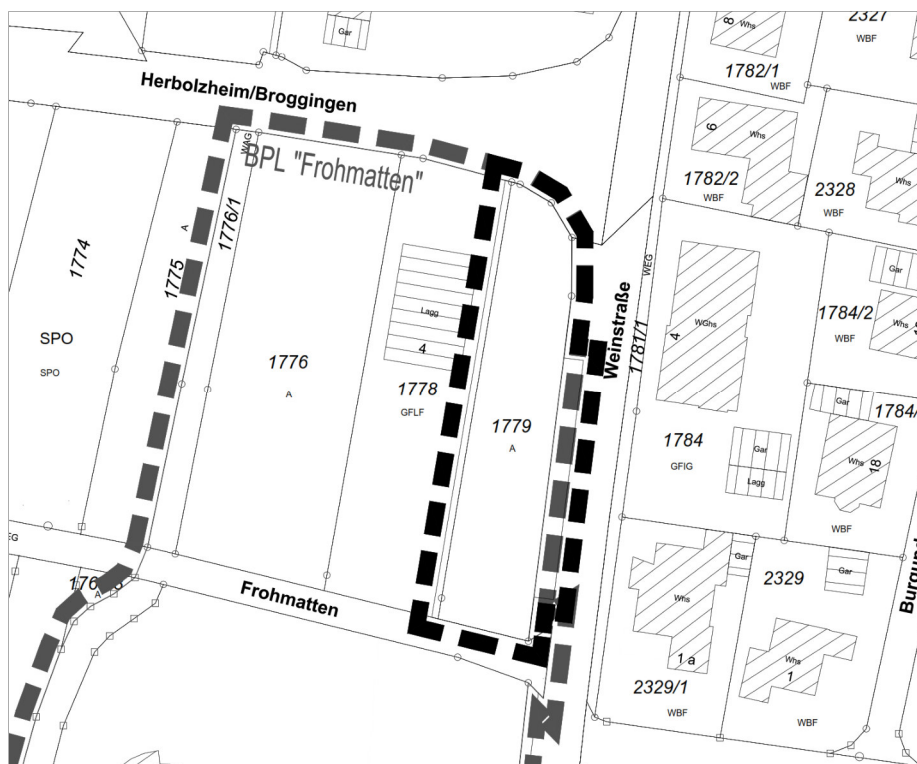 Gar
8
Whs
2327
WBF
1782/1
WBF
Herbolzheim/Broggingen
6
Whs
WAG
BPL "Frohmatten"
1782/2
WBF
2328
WBF
Whs
1774
A
1775
1776/1
WEG
Gar
Lagg
4
Weinstraße
1781/1
WGhs
4
1784/2
WBF
Whs
SPO
SPO
1776
A
1778
GFLF
1779
A
Gar
1784
GFIG
Gar
Lagg
Whs
18
WBF
Frohmatten
A
Gar
2329
Gar
Whs
1 a
Whs
1
2329/1
WBF
WBF